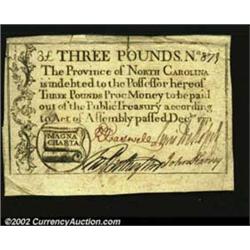 £ THREE POUNDS. No.
The Province of NORTH CAROLINA
is indebted to the Possessor hereof
THREE POUNDS Proc. Money to be paid
out of the Public Treasury according
to Act of Assembly passed Decr. 1771
MAGNA
CHARTA
©2002 - CurrencyAuction.com